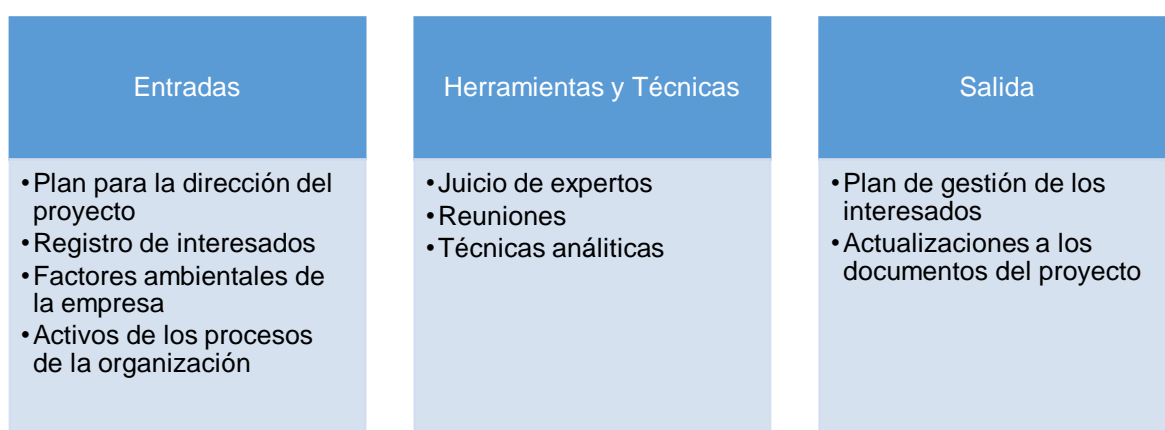 Entradas
•Plan para la dirección del
proyecto
•Registro de interesados
•Factores ambientales de
la empresa
•Activos de los procesos
de la organización
Herramientas y Técnicas
•Juicio de expertos
•Reuniones
•Técnicas análiticas
Salida
•Plan de gestión de los
interesados
•Actualizaciones a los
documentos del proyecto